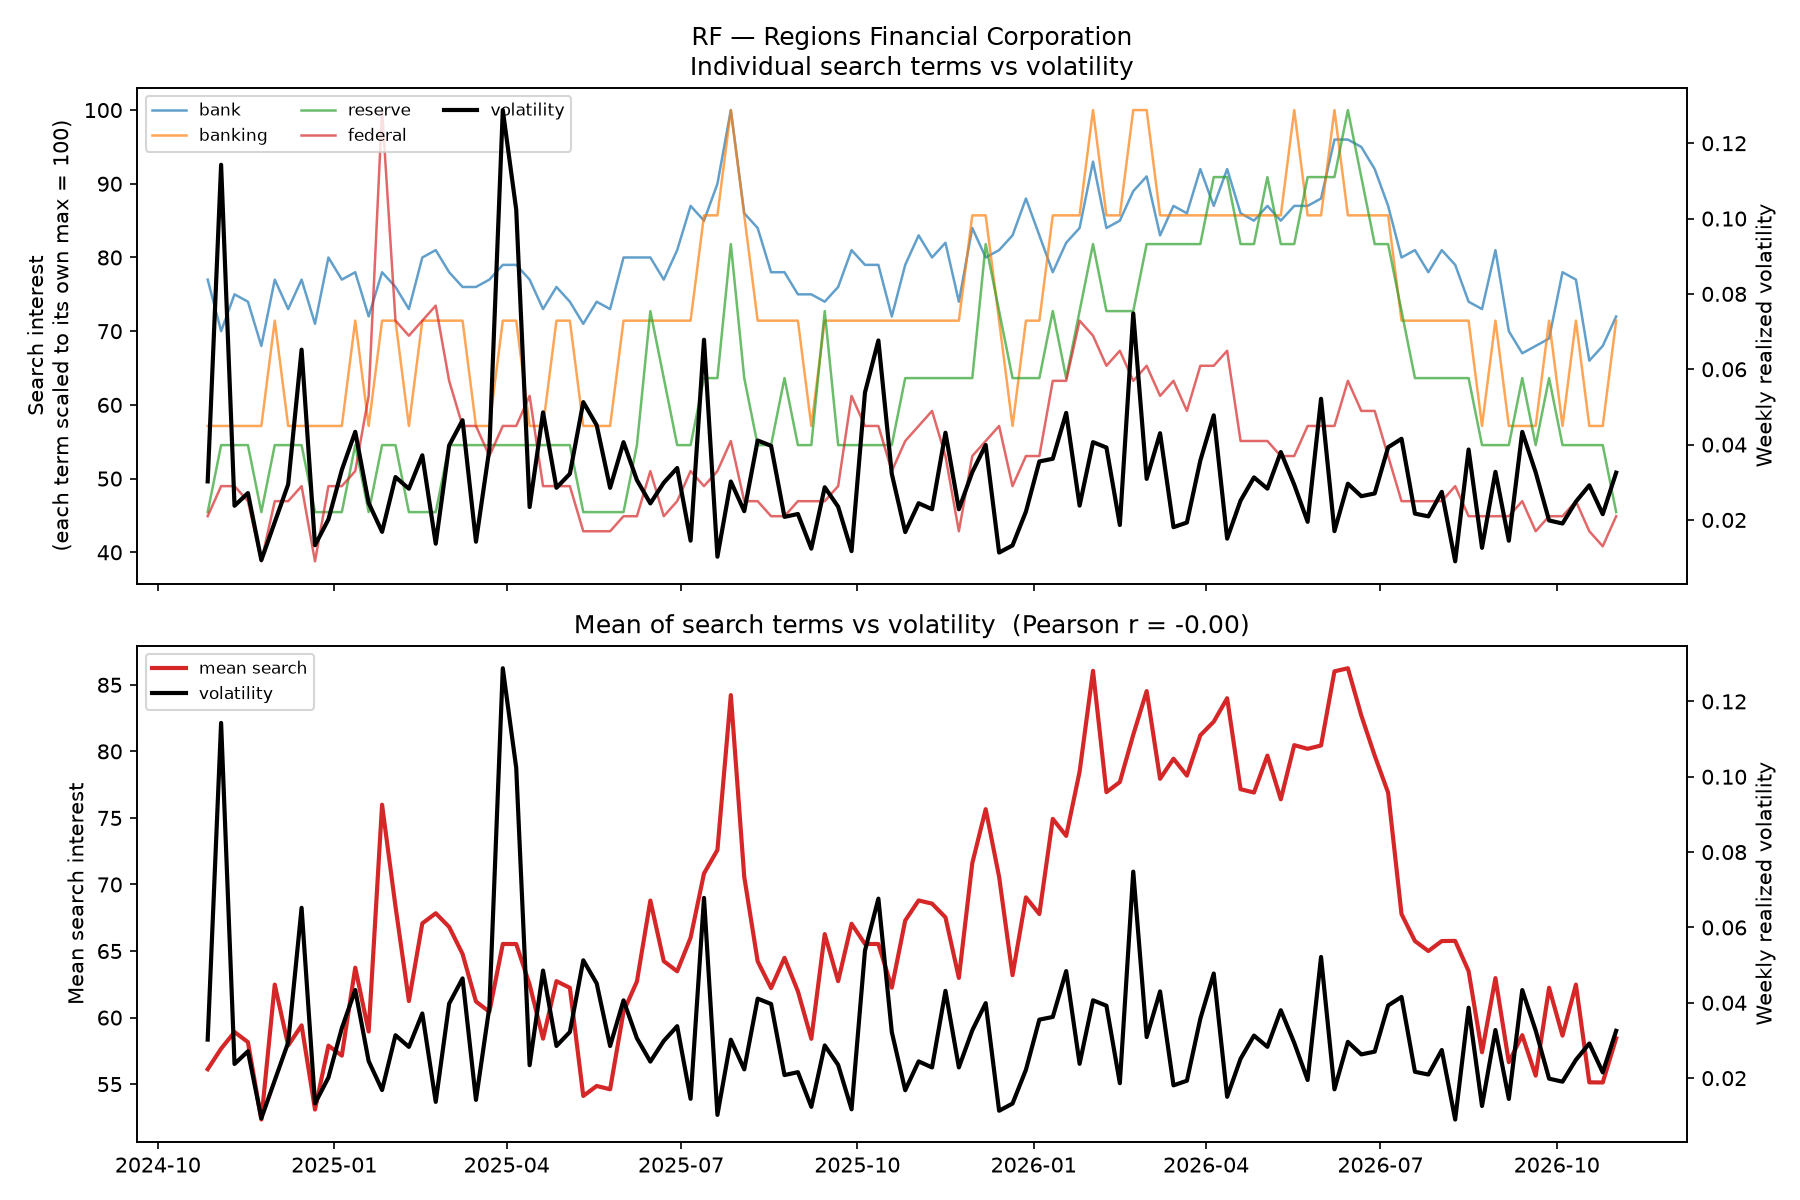 RF — Regions Financial Corporation
Individual search terms vs volatility
bank
banking
reserve
federal
volatility
Search interest
(each term scaled to its own max = 100)
100
90
80
70
60
50
40
0.12
0.10
0.08
0.06
0.04
0.02
Weekly realized volatility
Mean of search terms vs volatility (Pearson r = -0.00)
mean search
volatility
Mean search interest
85
80
75
70
65
60
55
0.12
0.10
0.08
0.06
0.04
0.02
Weekly realized volatility
2024-10
2025-01
2025-04
2025-07
2025-10
2026-01
2026-04
2026-07
2026-10